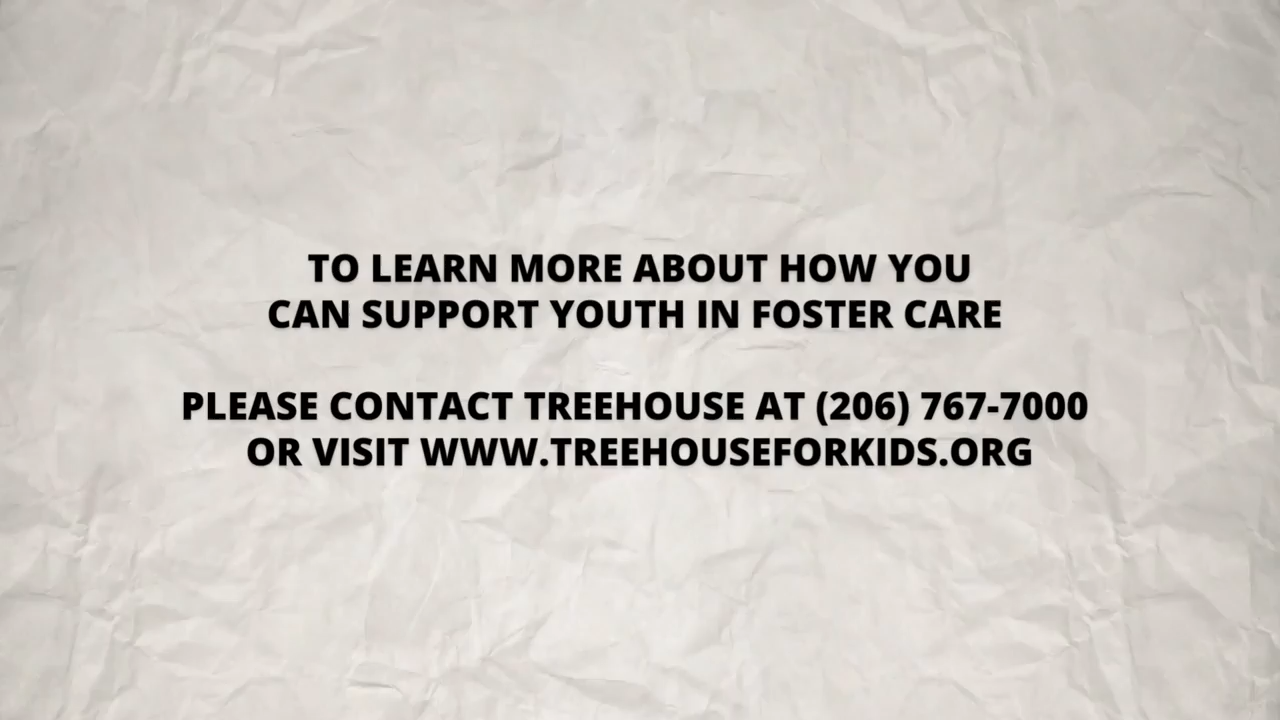 TO LEARN MORE ABOUT HOW YOU
CAN SUPPORT YOUTH IN FOSTER CARE
PLEASE CONTACT TREEHOUSE AT (206) 767-7000
OR VISIT WWW.TREEHOUSEFORKIDS.ORG